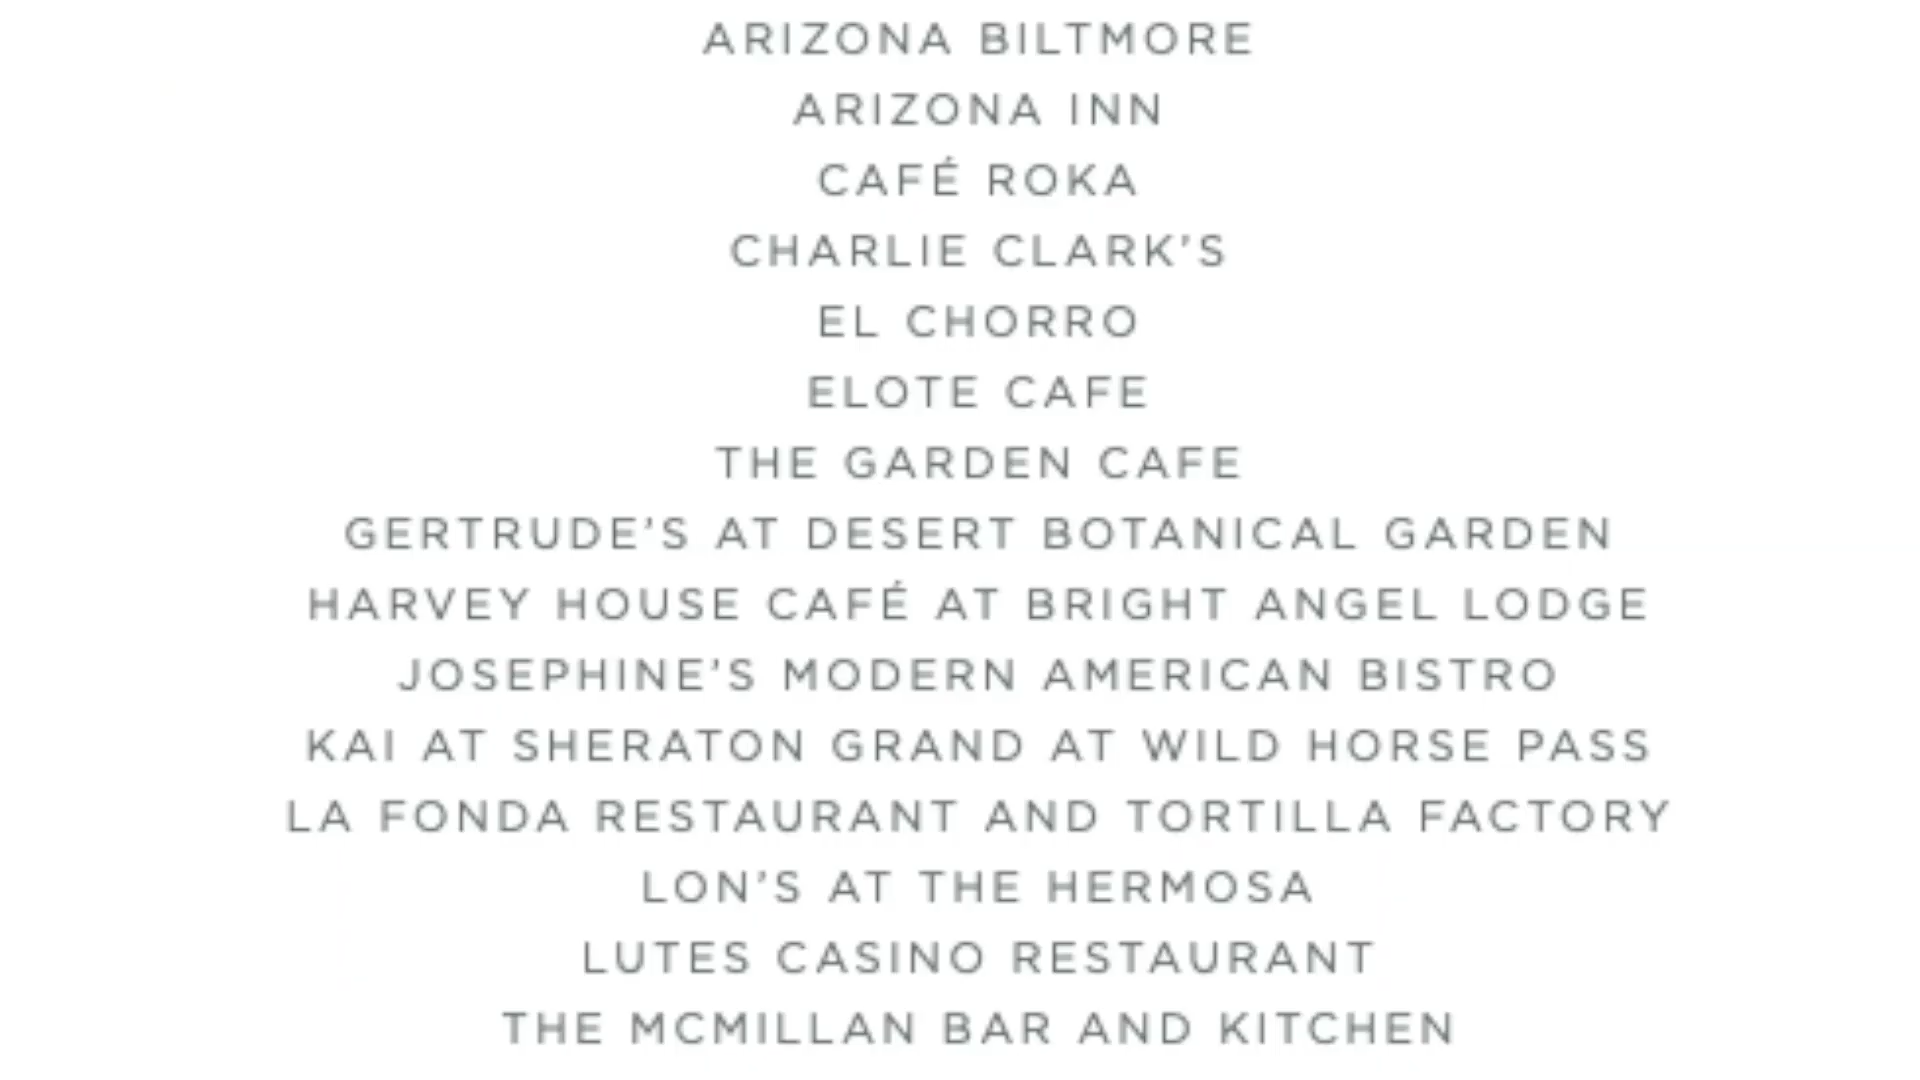 ARIZONA BILTMORE
ARIZONA INN
CAFÉ ROKA
CHARLIE CLARK’S
EL CHORRO
ELOTE CAFE
THE GARDEN CAFE
GERTRUDE’S AT DESERT BOTANICAL GARDEN
HARVEY HOUSE CAFÉ AT BRIGHT ANGEL LODGE
JOSEPHINE’S MODERN AMERICAN BISTRO
KAI AT SHERATON GRAND AT WILD HORSE PASS
LA FONDA RESTAURANT AND TORTILLA FACTORY
LON’S AT THE HERMOSA
LUTES CASINO RESTAURANT
THE MCMILLAN BAR AND KITCHEN